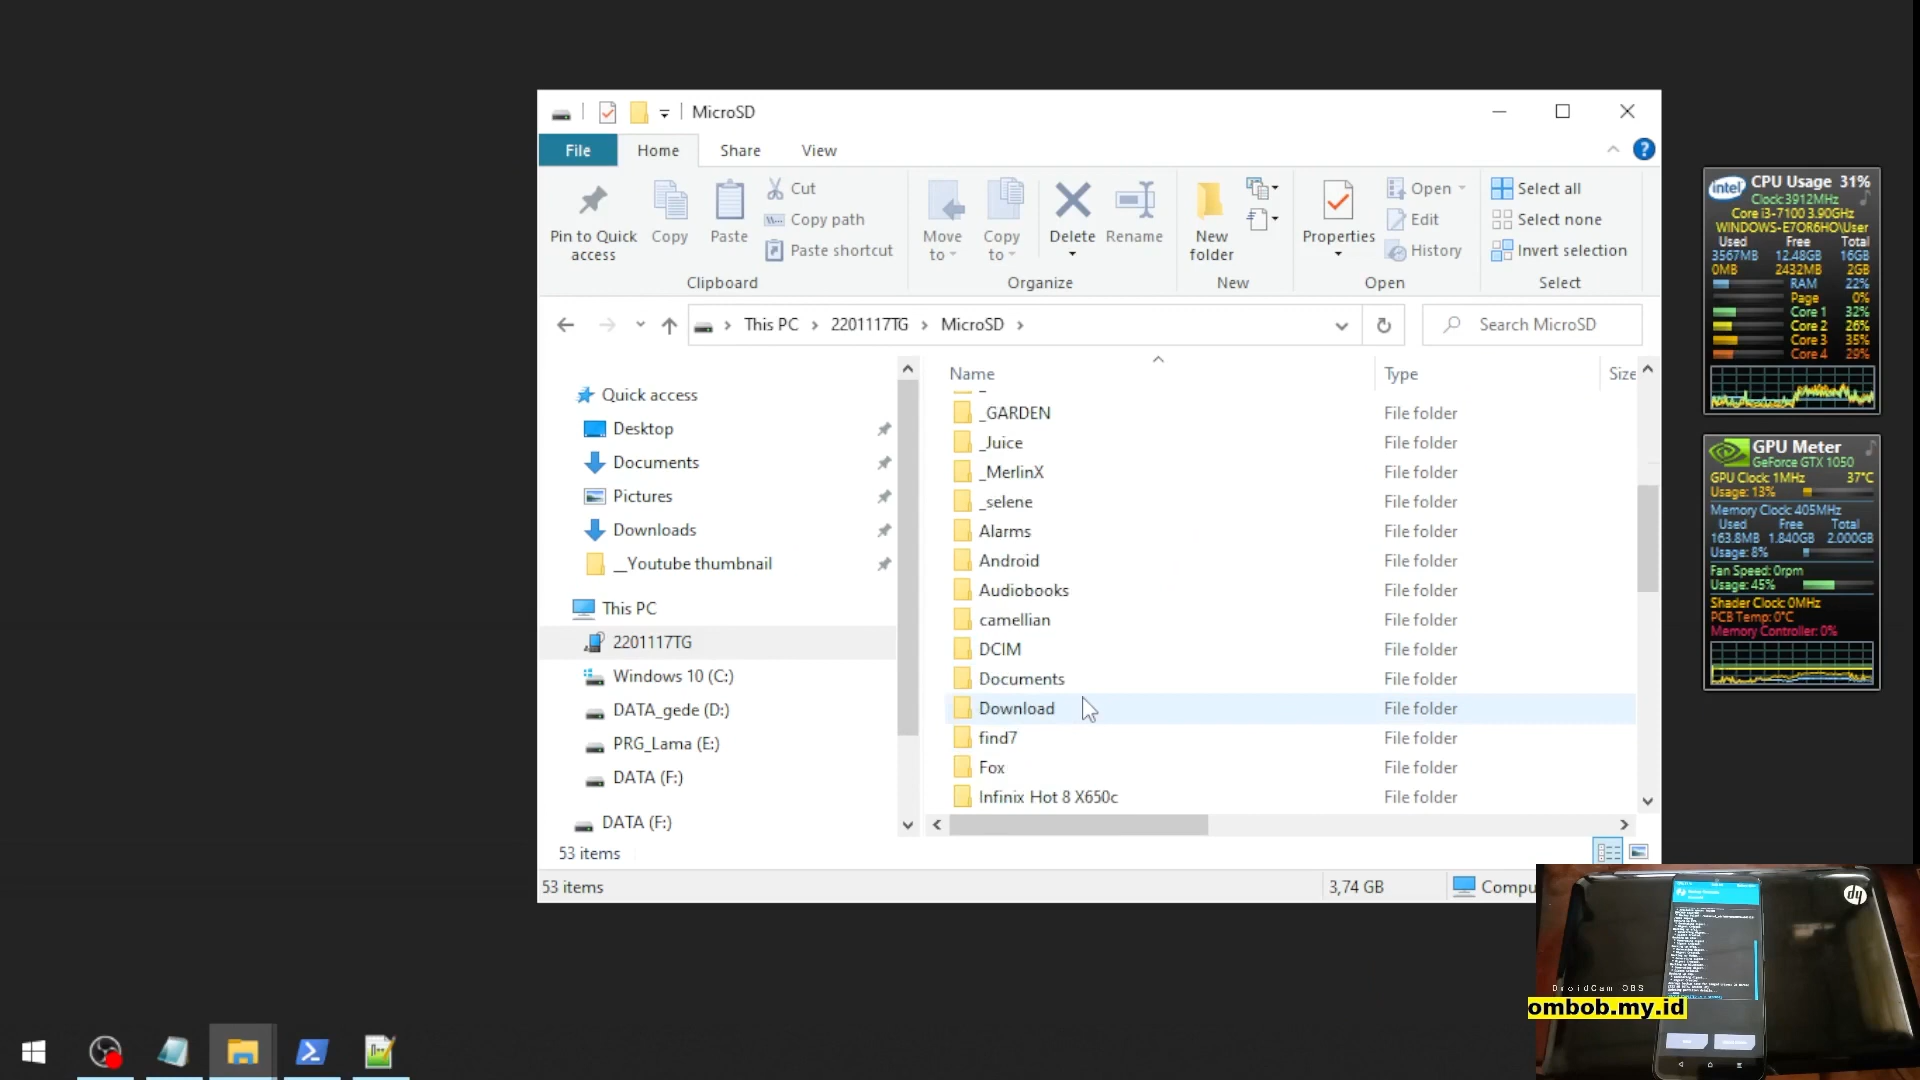 MicroSD
File
Home
Share
View
Pin to Quick
access
Copy
Paste
Cut
Copy path
Paste shortcut
Clipboard
Move
to
Copy
to
Delete
Rename
Organize
New
folder
New
Properties
Open
Edit
History
Open
Select all
Select none
Invert selection
Select
This PC
2201117TG
MicroSD
Search MicroSD
Quick access
Desktop
Documents
Pictures
Downloads
__Youtube thumbnail
This PC
2201117TG
Windows 10 (C:)
DATA_gede (D:)
PRG_Lama (E:)
DATA (F:)
DATA (F:)
Name Type Size
_GARDEN File folder
_Juice File folder
_MerlinX File folder
_selene File folder
Alarms File folder
Android File folder
Audiobooks File folder
camellian File folder
DCIM File folder
Documents File folder
Download File folder
find7 File folder
Fox File folder
Infinix Hot 8 X650c File folder
53 items
53 items 3,74 GB Compu
intel CPU Usage 31%
Clock: 3912MHz
Core i3-7100 3.90GHz
WINDOWS-E7OR6HO\User
Used Free Total
3567MB 12.48GB 16GB
0MB 2432MB 2GB
RAM 22%
Page 0%
Core 1 32%
Core 2 26%
Core 3 35%
Core 4 29%
GPU Meter
GeForce GTX 1050
GPU Clock: 1MHz 37°C
Usage: 13%
Memory Clock: 405MHz
Used Free Total
163.8MB 1.840GB 2.000GB
Usage: 8%
Fan Speed: 0rpm
Usage: 45%
Shader Clock: 0MHz
PCB Temp: 0°C
Memory Controller: 0%
hp
DroidCam OBS
ombob.my.id